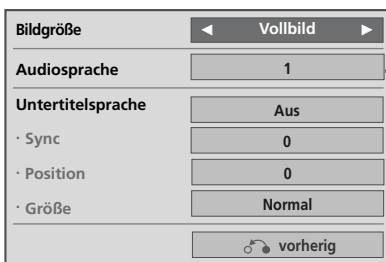 Bildgröße ◄ Vollbild ►
Audiosprache 1
Untertitelsprache Aus
· Sync 0
· Position 0
· Größe Normal
vorherig